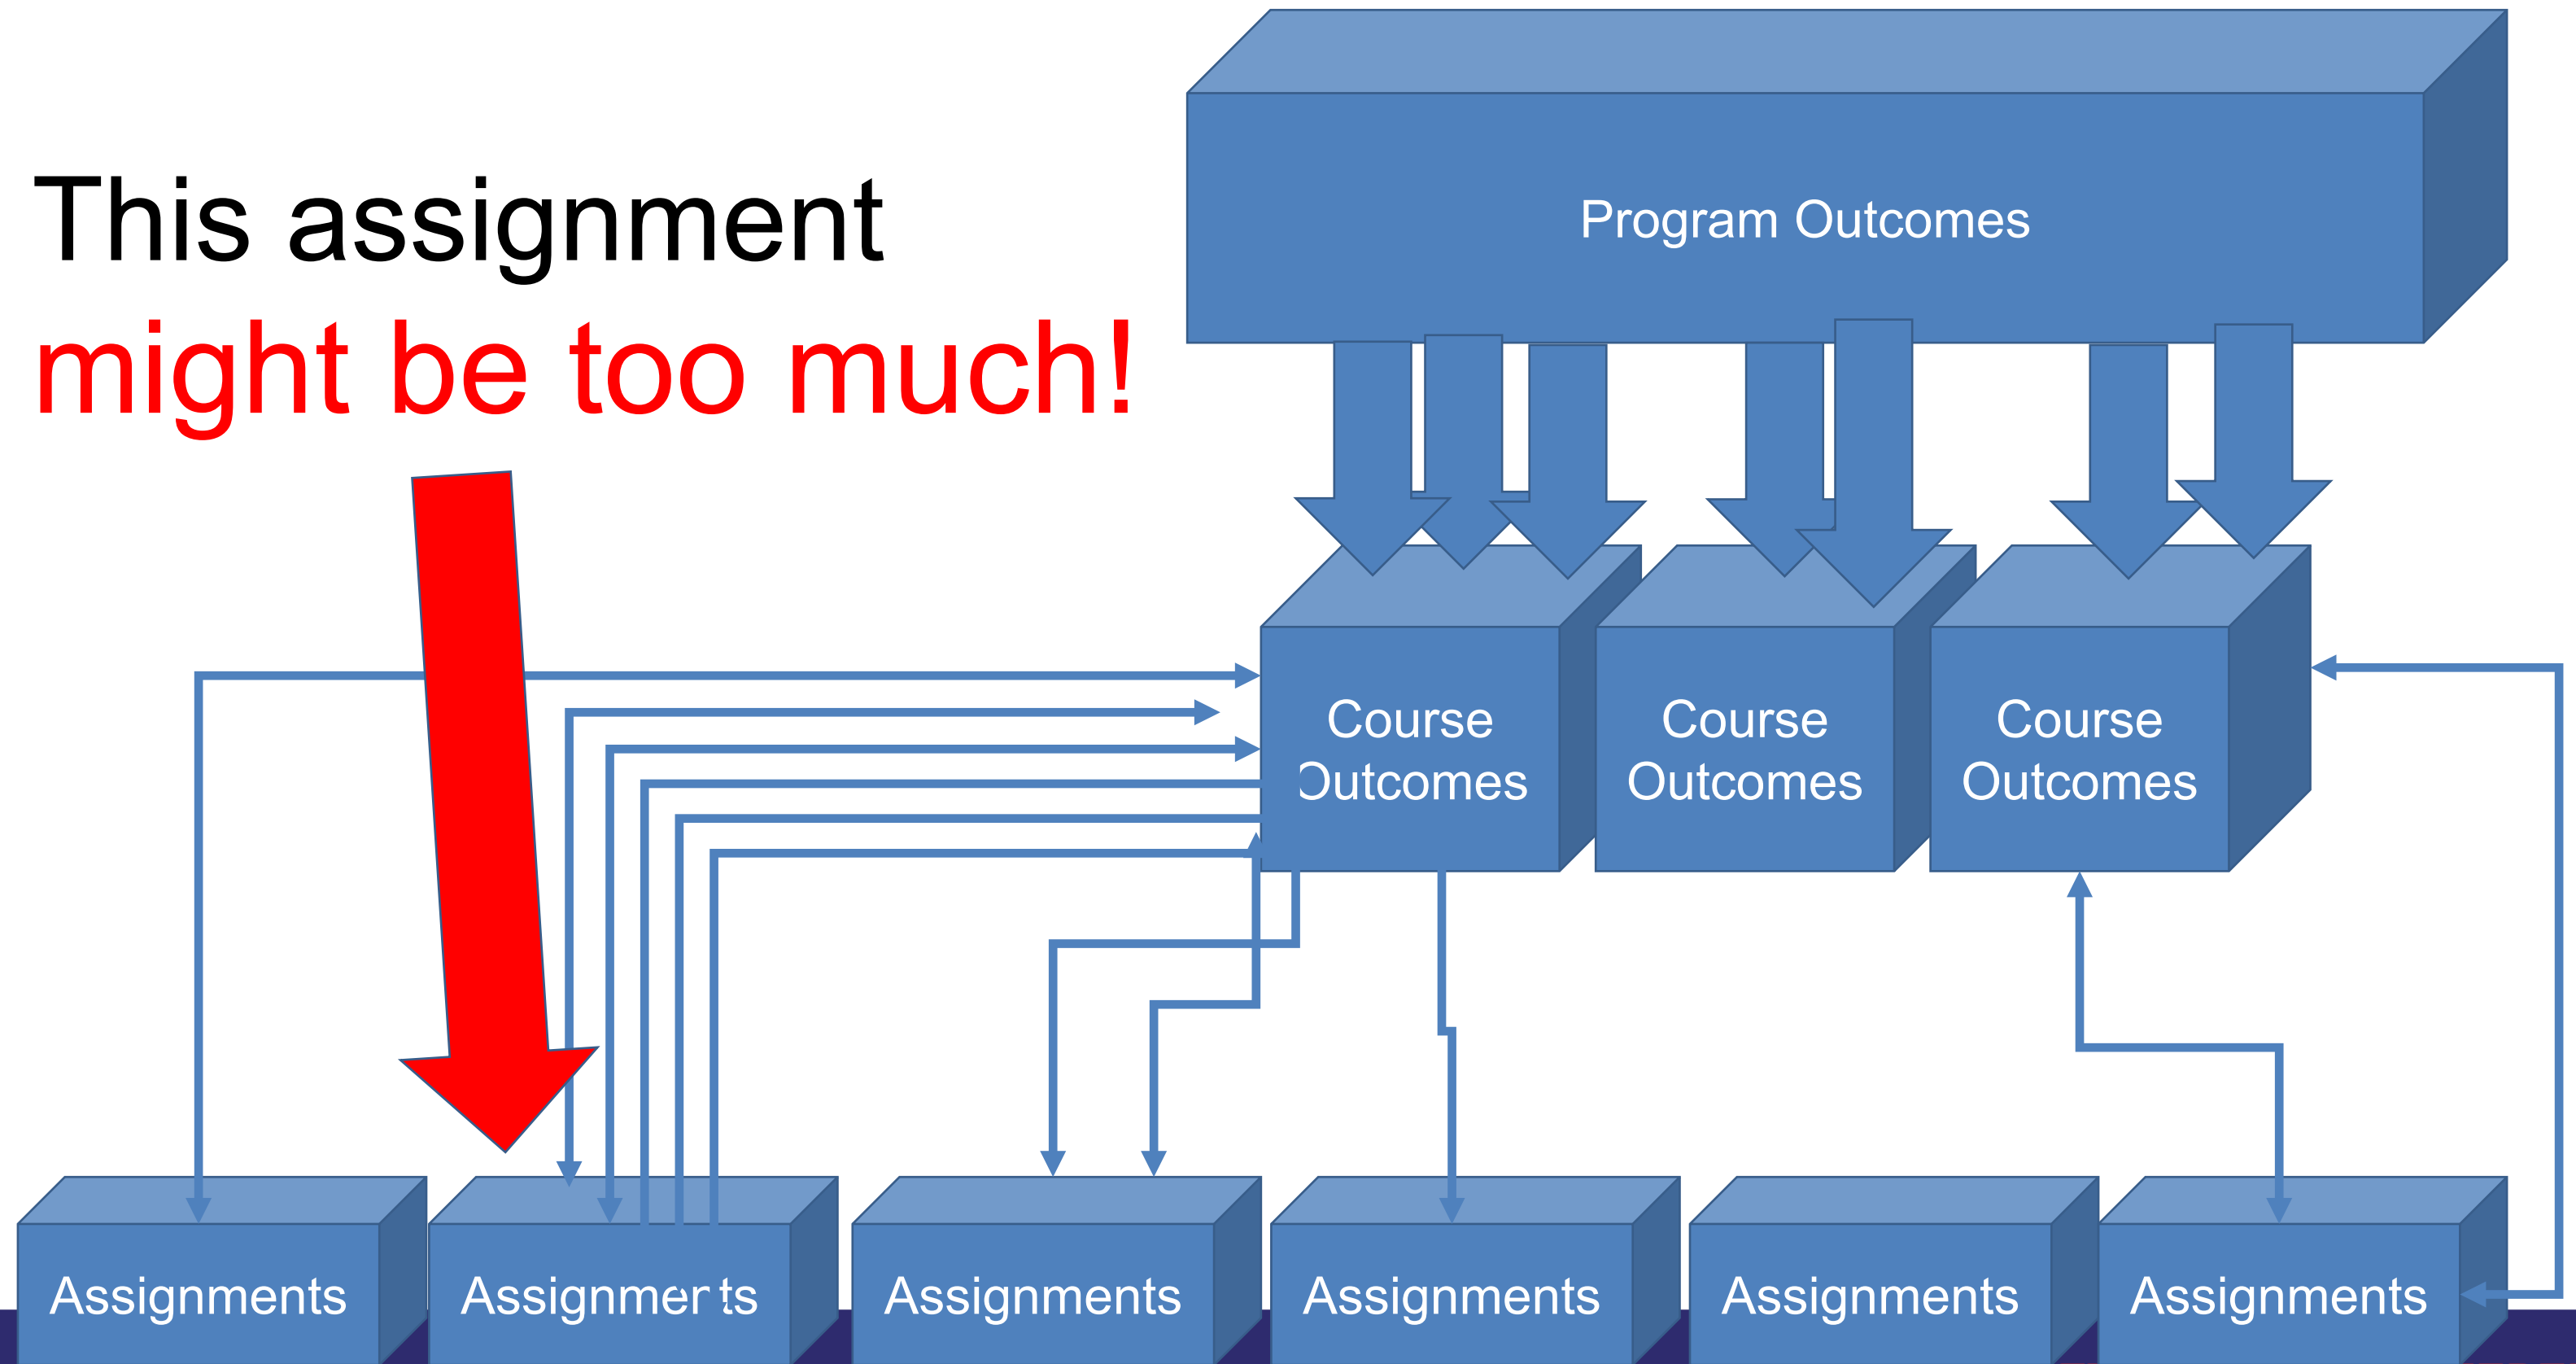 This assignment
might be too much!
Program Outcomes
Course
Outcomes
Course
Outcomes
Course
Outcomes
Assignments
Assignments
Assignments
Assignments
Assignments
Assignments